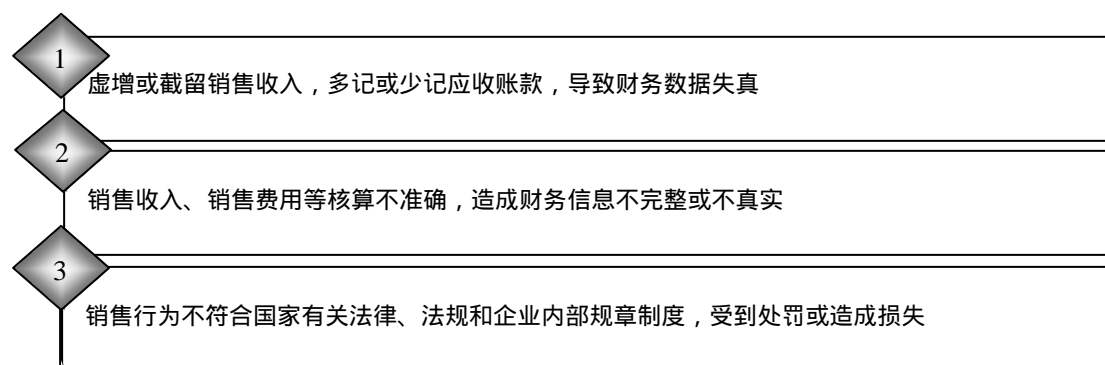 1
虚增或截留销售收入，多记或少记应收账款，导致财务数据失真
2
销售收入、销售费用等核算不准确，造成财务信息不完整或不真实
3
销售行为不符合国家有关法律、法规和企业内部规章制度，受到处罚或造成损失